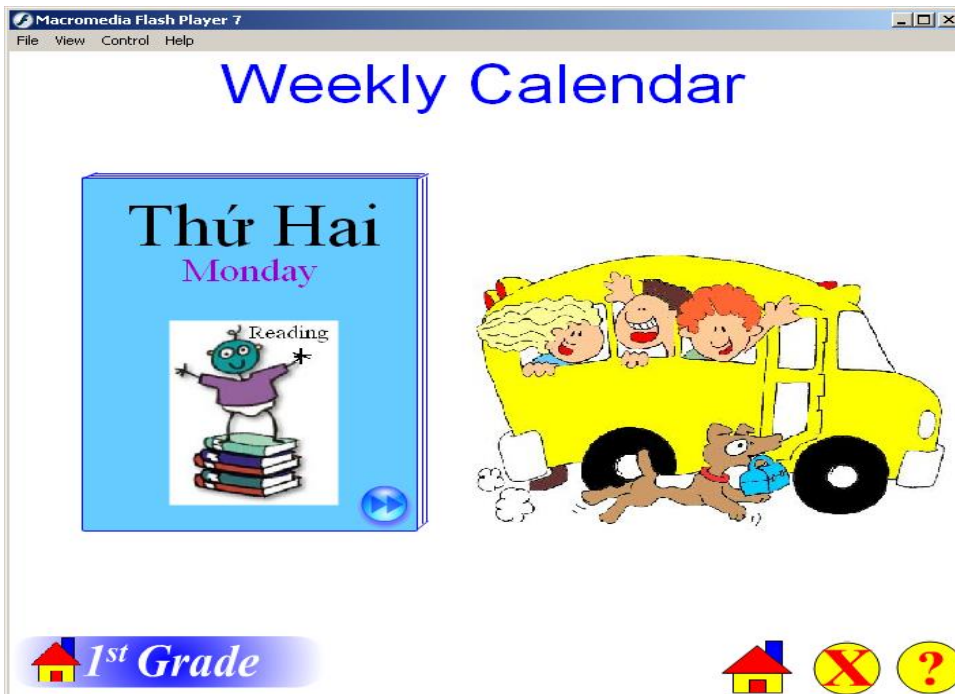 Macromedia Flash Player 7
File View Control Help
Weekly Calendar
Thứ Hai
Monday
Reading
1st Grade
X ?